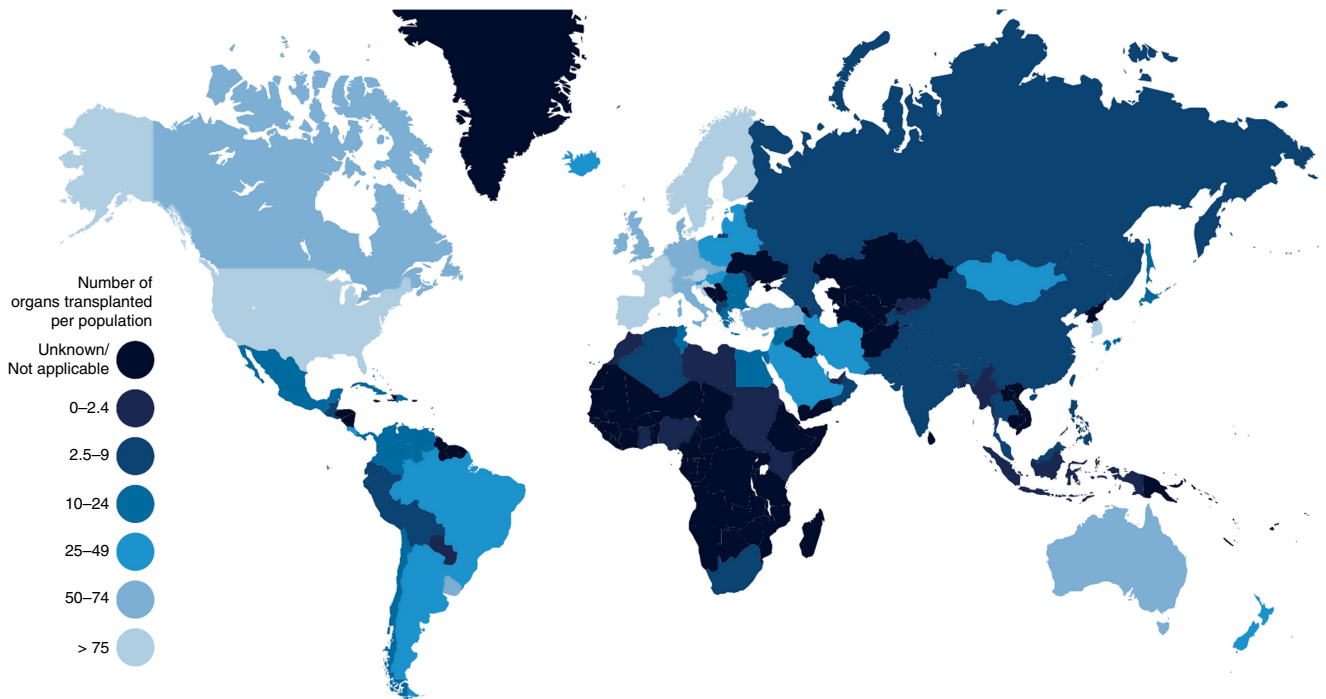 Number of
organs transplanted
per population
Unknown/
Not applicable
0–2.4
2.5–9
10–24
25–49
50–74
> 75